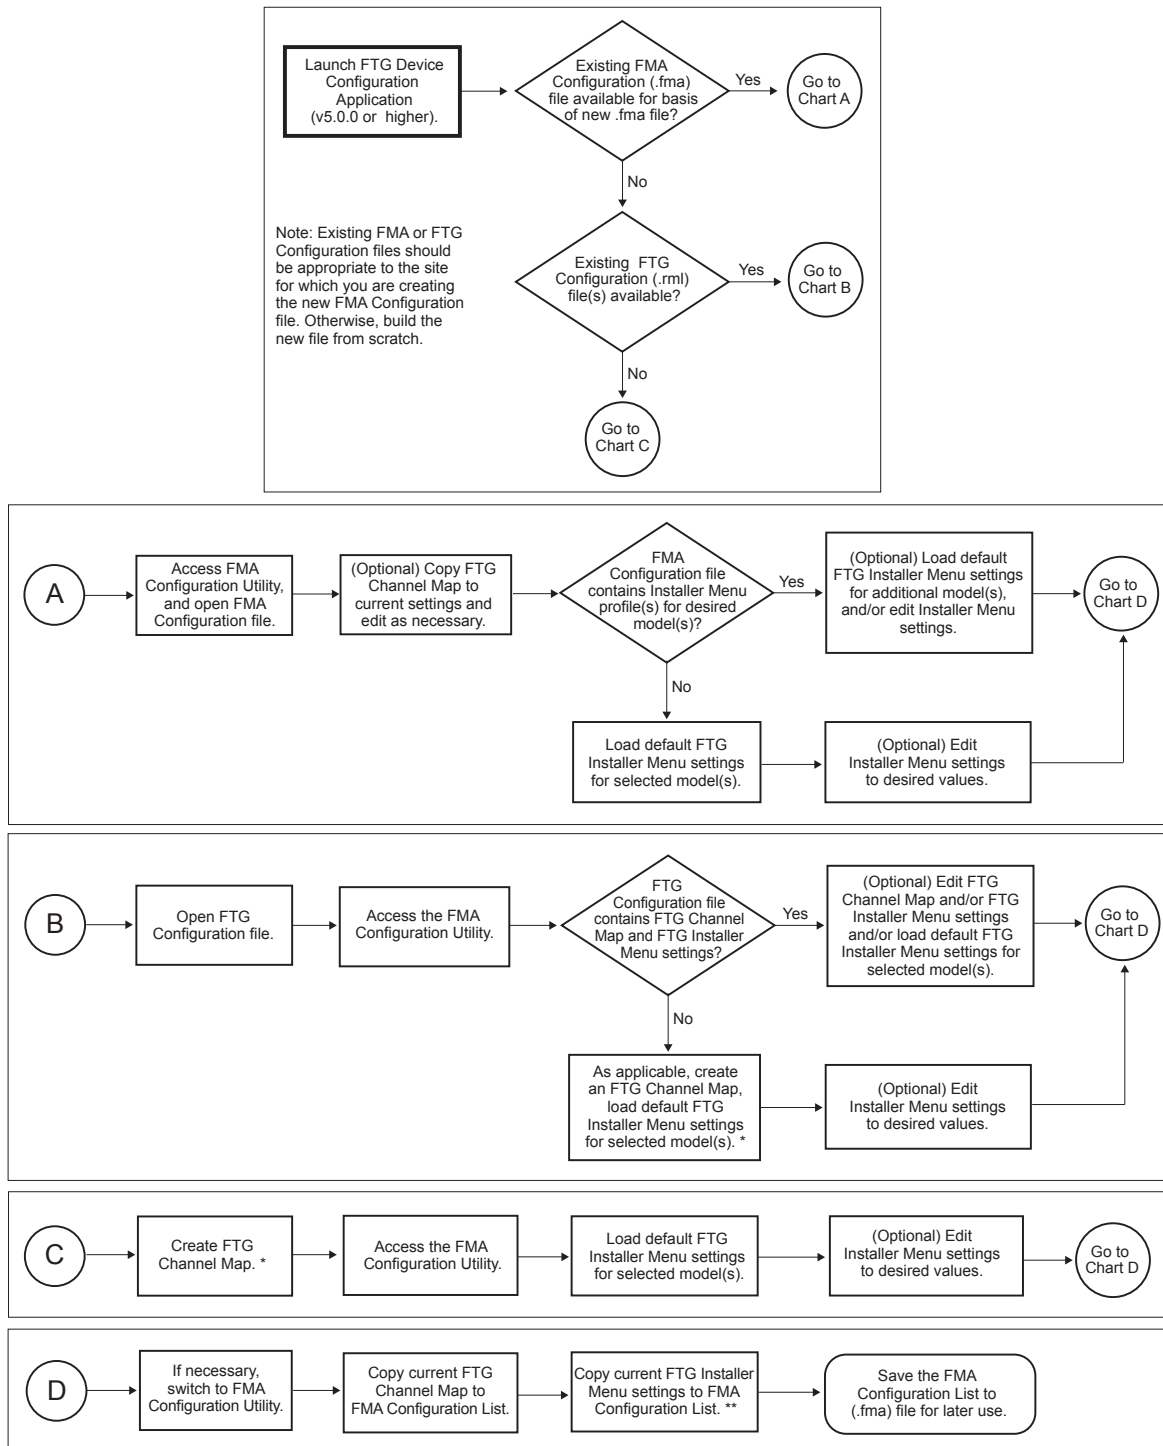 Launch FTG Device
Configuration
Application
(v5.0.0 or higher).
Existing FMA
Configuration (.fma)
file available for basis
of new .fma file?
Yes
Go to
Chart A
No
Note: Existing FMA or FTG
Configuration files should
be appropriate to the site
for which you are creating
the new FMA Configuration
file. Otherwise, build the
new file from scratch.
Existing FTG
Configuration (.rml)
file(s) available?
Yes
Go to
Chart B
No
Go to
Chart C
A
Access FMA
Configuration Utility,
and open FMA
Configuration file.
(Optional) Copy FTG
Channel Map to
current settings and
edit as necessary.
FMA
Configuration file
contains Installer Menu
profile(s) for desired
model(s)?
Yes
(Optional) Load default
FTG Installer Menu settings
for additional model(s),
and/or edit Installer Menu
settings.
Go to
Chart D
No
Load default FTG
Installer Menu settings
for selected model(s).
(Optional) Edit
Installer Menu settings
to desired values.
B
Open FTG
Configuration file.
Access the FMA
Configuration Utility.
FTG
Configuration file
contains FTG Channel
Map and FTG Installer
Menu settings?
Yes
(Optional) Edit FTG
Channel Map and/or FTG
Installer Menu settings
and/or load default FTG
Installer Menu settings for
selected model(s).
Go to
Chart D
No
As applicable, create
an FTG Channel Map,
load default FTG
Installer Menu settings
for selected model(s). *
(Optional) Edit
Installer Menu settings
to desired values.
C
Create FTG
Channel Map. *
Access the FMA
Configuration Utility.
Load default FTG
Installer Menu settings
for selected model(s).
(Optional) Edit
Installer Menu settings
to desired values.
Go to
Chart D
D
If necessary,
switch to FMA
Configuration Utility.
Copy current FTG
Channel Map to
FMA Configuration List.
Copy current FTG Installer
Menu settings to FMA
Configuration List. **
Save the FMA
Configuration List to
(.fma) file for later use.